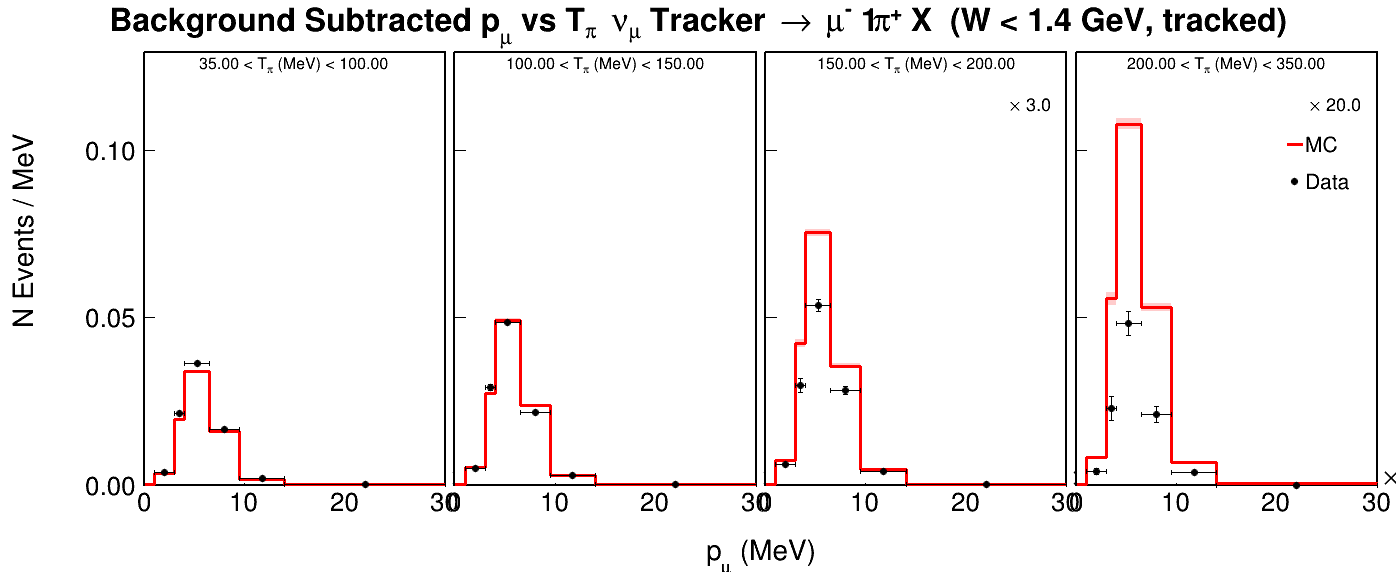 Background Subtracted pμ vs Tπ νμ Tracker → μ- 1π+ X (W < 1.4 GeV, tracked)
35.00 < Tπ (MeV) < 100.00
100.00 < Tπ (MeV) < 150.00
150.00 < Tπ (MeV) < 200.00
200.00 < Tπ (MeV) < 350.00
× 3.0
× 20.0
MC
Data
N Events / MeV
0.10
0.05
0.00
0 10 20 30
0 10 20 30
0 10 20 30
0 10 20 30
×
pμ (MeV)